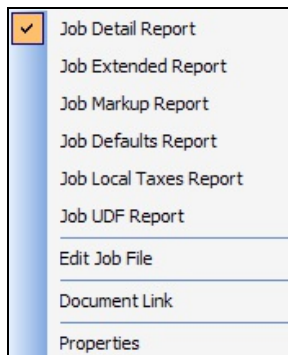 Job Detail Report
Job Extended Report
Job Markup Report
Job Defaults Report
Job Local Taxes Report
Job UDF Report
Edit Job File
Document Link
Properties